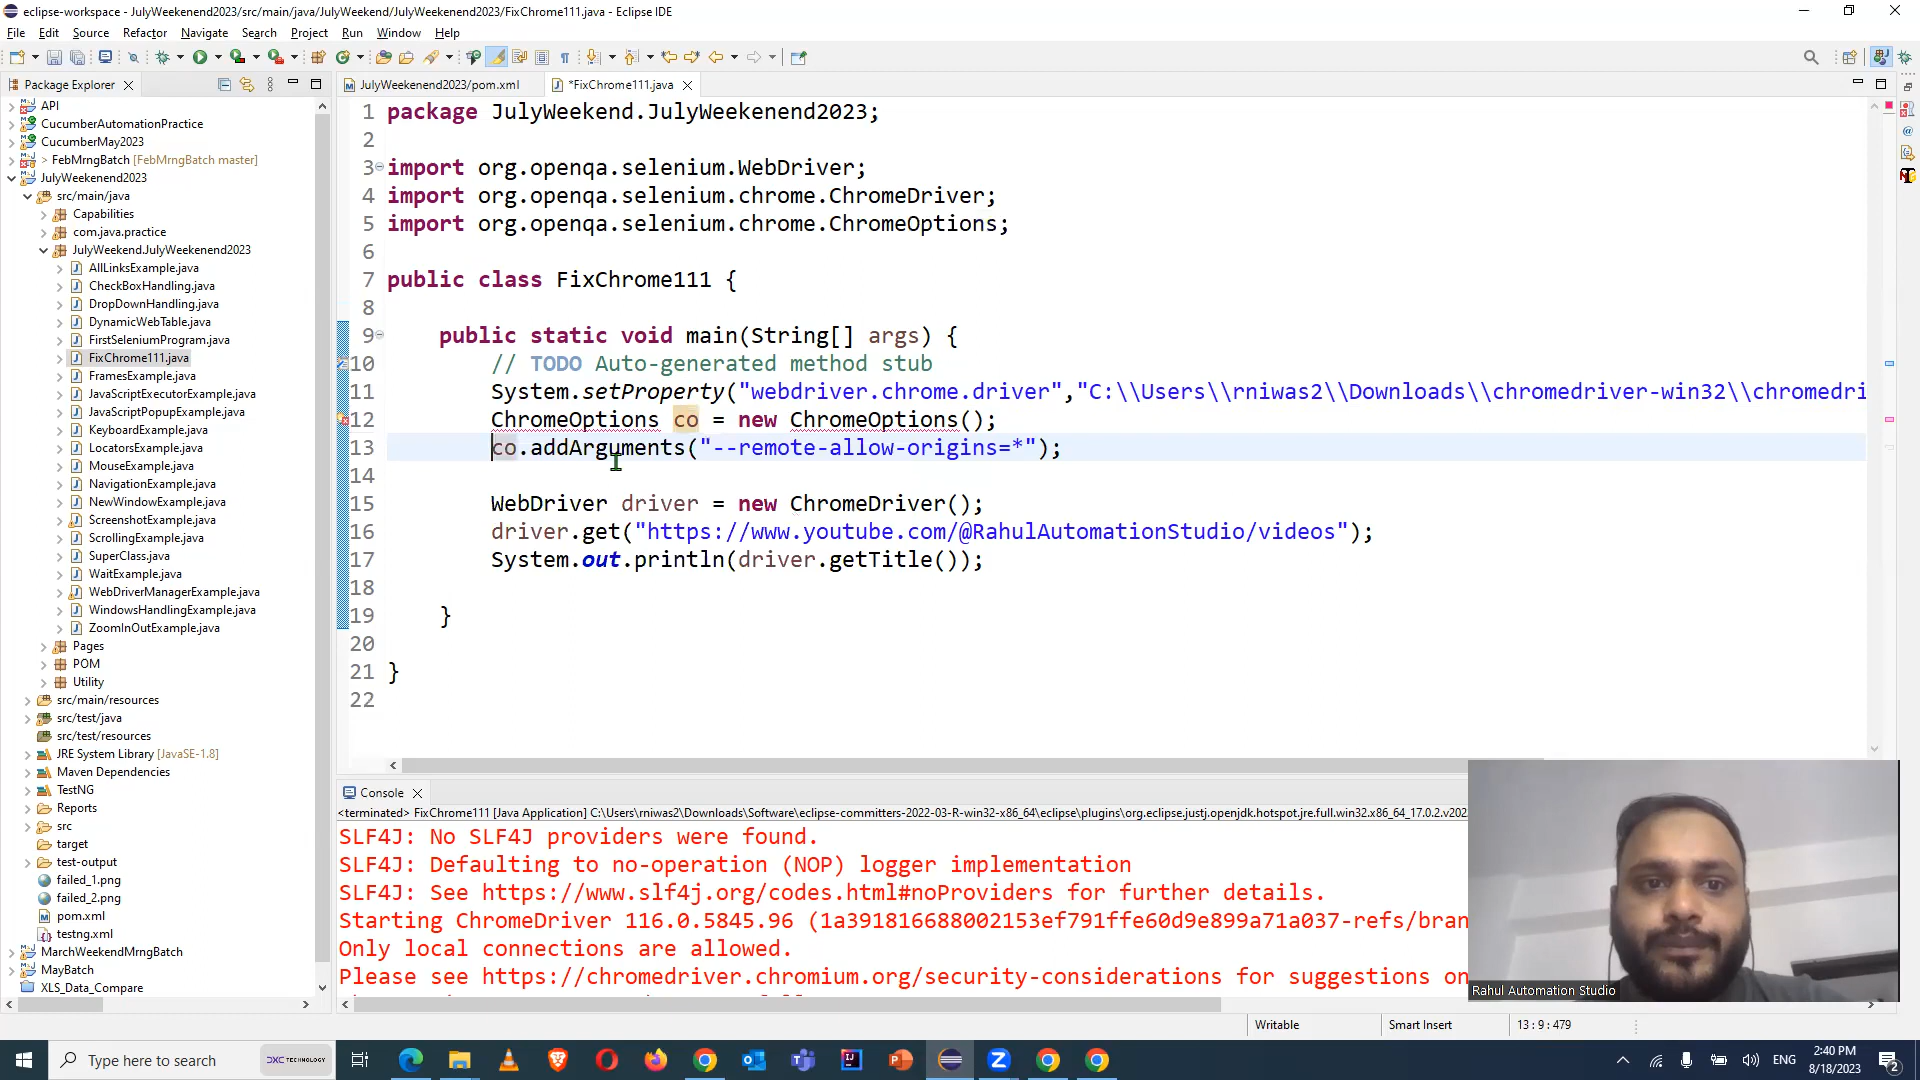 eclipse-workspace - JulyWeekenend2023/src/main/java/JulyWeekend/JulyWeekenend2023/FixChrome111.java - Eclipse IDE
File Edit Source Refactor Navigate Search Project Run Window Help
Package Explorer
API
CucumberAutomationPractice
CucumberMay2023
> FebMrngBatch [FebMrngBatch master]
JulyWeekenend2023
src/main/java
Capabilities
com.java.practice
JulyWeekend.JulyWeekenend2023
AllLinksExample.java
CheckBoxHandling.java
DropDownHandling.java
DynamicWebTable.java
FirstSeleniumProgram.java
FixChrome111.java
FramesExample.java
JavaScriptExecutorExample.java
JavaScriptPopupExample.java
KeyboardExample.java
LocatorsExample.java
MouseExample.java
NavigationExample.java
NewWindowExample.java
ScreenshotExample.java
ScrollingExample.java
SuperClass.java
WaitExample.java
WebDriverManagerExample.java
WindowsHandlingExample.java
ZoomInOutExample.java
Pages
POM
Utility
src/main/resources
src/test/java
src/test/resources
JRE System Library [JavaSE-1.8]
Maven Dependencies
TestNG
Reports
src
target
test-output
failed_1.png
failed_2.png
pom.xml
testng.xml
MarchWeekendMrngBatch
MayBatch
XLS_Data_Compare
JulyWeekenend2023/pom.xml
*FixChrome111.java
1 package JulyWeekend.JulyWeekenend2023;
2
3 import org.openqa.selenium.WebDriver;
4 import org.openqa.selenium.chrome.ChromeDriver;
5 import org.openqa.selenium.chrome.ChromeOptions;
6
7 public class FixChrome111 {
8
9 public static void main(String[] args) {
10 // TODO Auto-generated method stub
11 System.setProperty("webdriver.chrome.driver","C:\\Users\\rniwas2\\Downloads\\chromedriver-win32\\chromedri
12 ChromeOptions co = new ChromeOptions();
13 co.addArguments("--remote-allow-origins=*");
14
15 WebDriver driver = new ChromeDriver();
16 driver.get("https://www.youtube.com/@RahulAutomationStudio/videos");
17 System.out.println(driver.getTitle());
18
19 }
20
21 }
22
Console
<terminated> FixChrome111 [Java Application] C:\Users\rniwas2\Downloads\Software\eclipse-committers-2022-03-R-win32-x86_64\eclipse\plugins\org.eclipse.justj.openjdk.hotspot.jre.full.win32.x86_64_17.0.2.v202
SLF4J: No SLF4J providers were found.
SLF4J: Defaulting to no-operation (NOP) logger implementation
SLF4J: See https://www.slf4j.org/codes.html#noProviders for further details.
Starting ChromeDriver 116.0.5845.96 (1a391816688002153ef791ffe60d9e899a71a037-refs/bran
Only local connections are allowed.
Please see https://chromedriver.chromium.org/security-considerations for suggestions on
Rahul Automation Studio
Writable
Smart Insert
13 : 9 : 479
Type here to search
DXC TECHNOLOGY
ENG
2:40 PM
8/18/2023
2